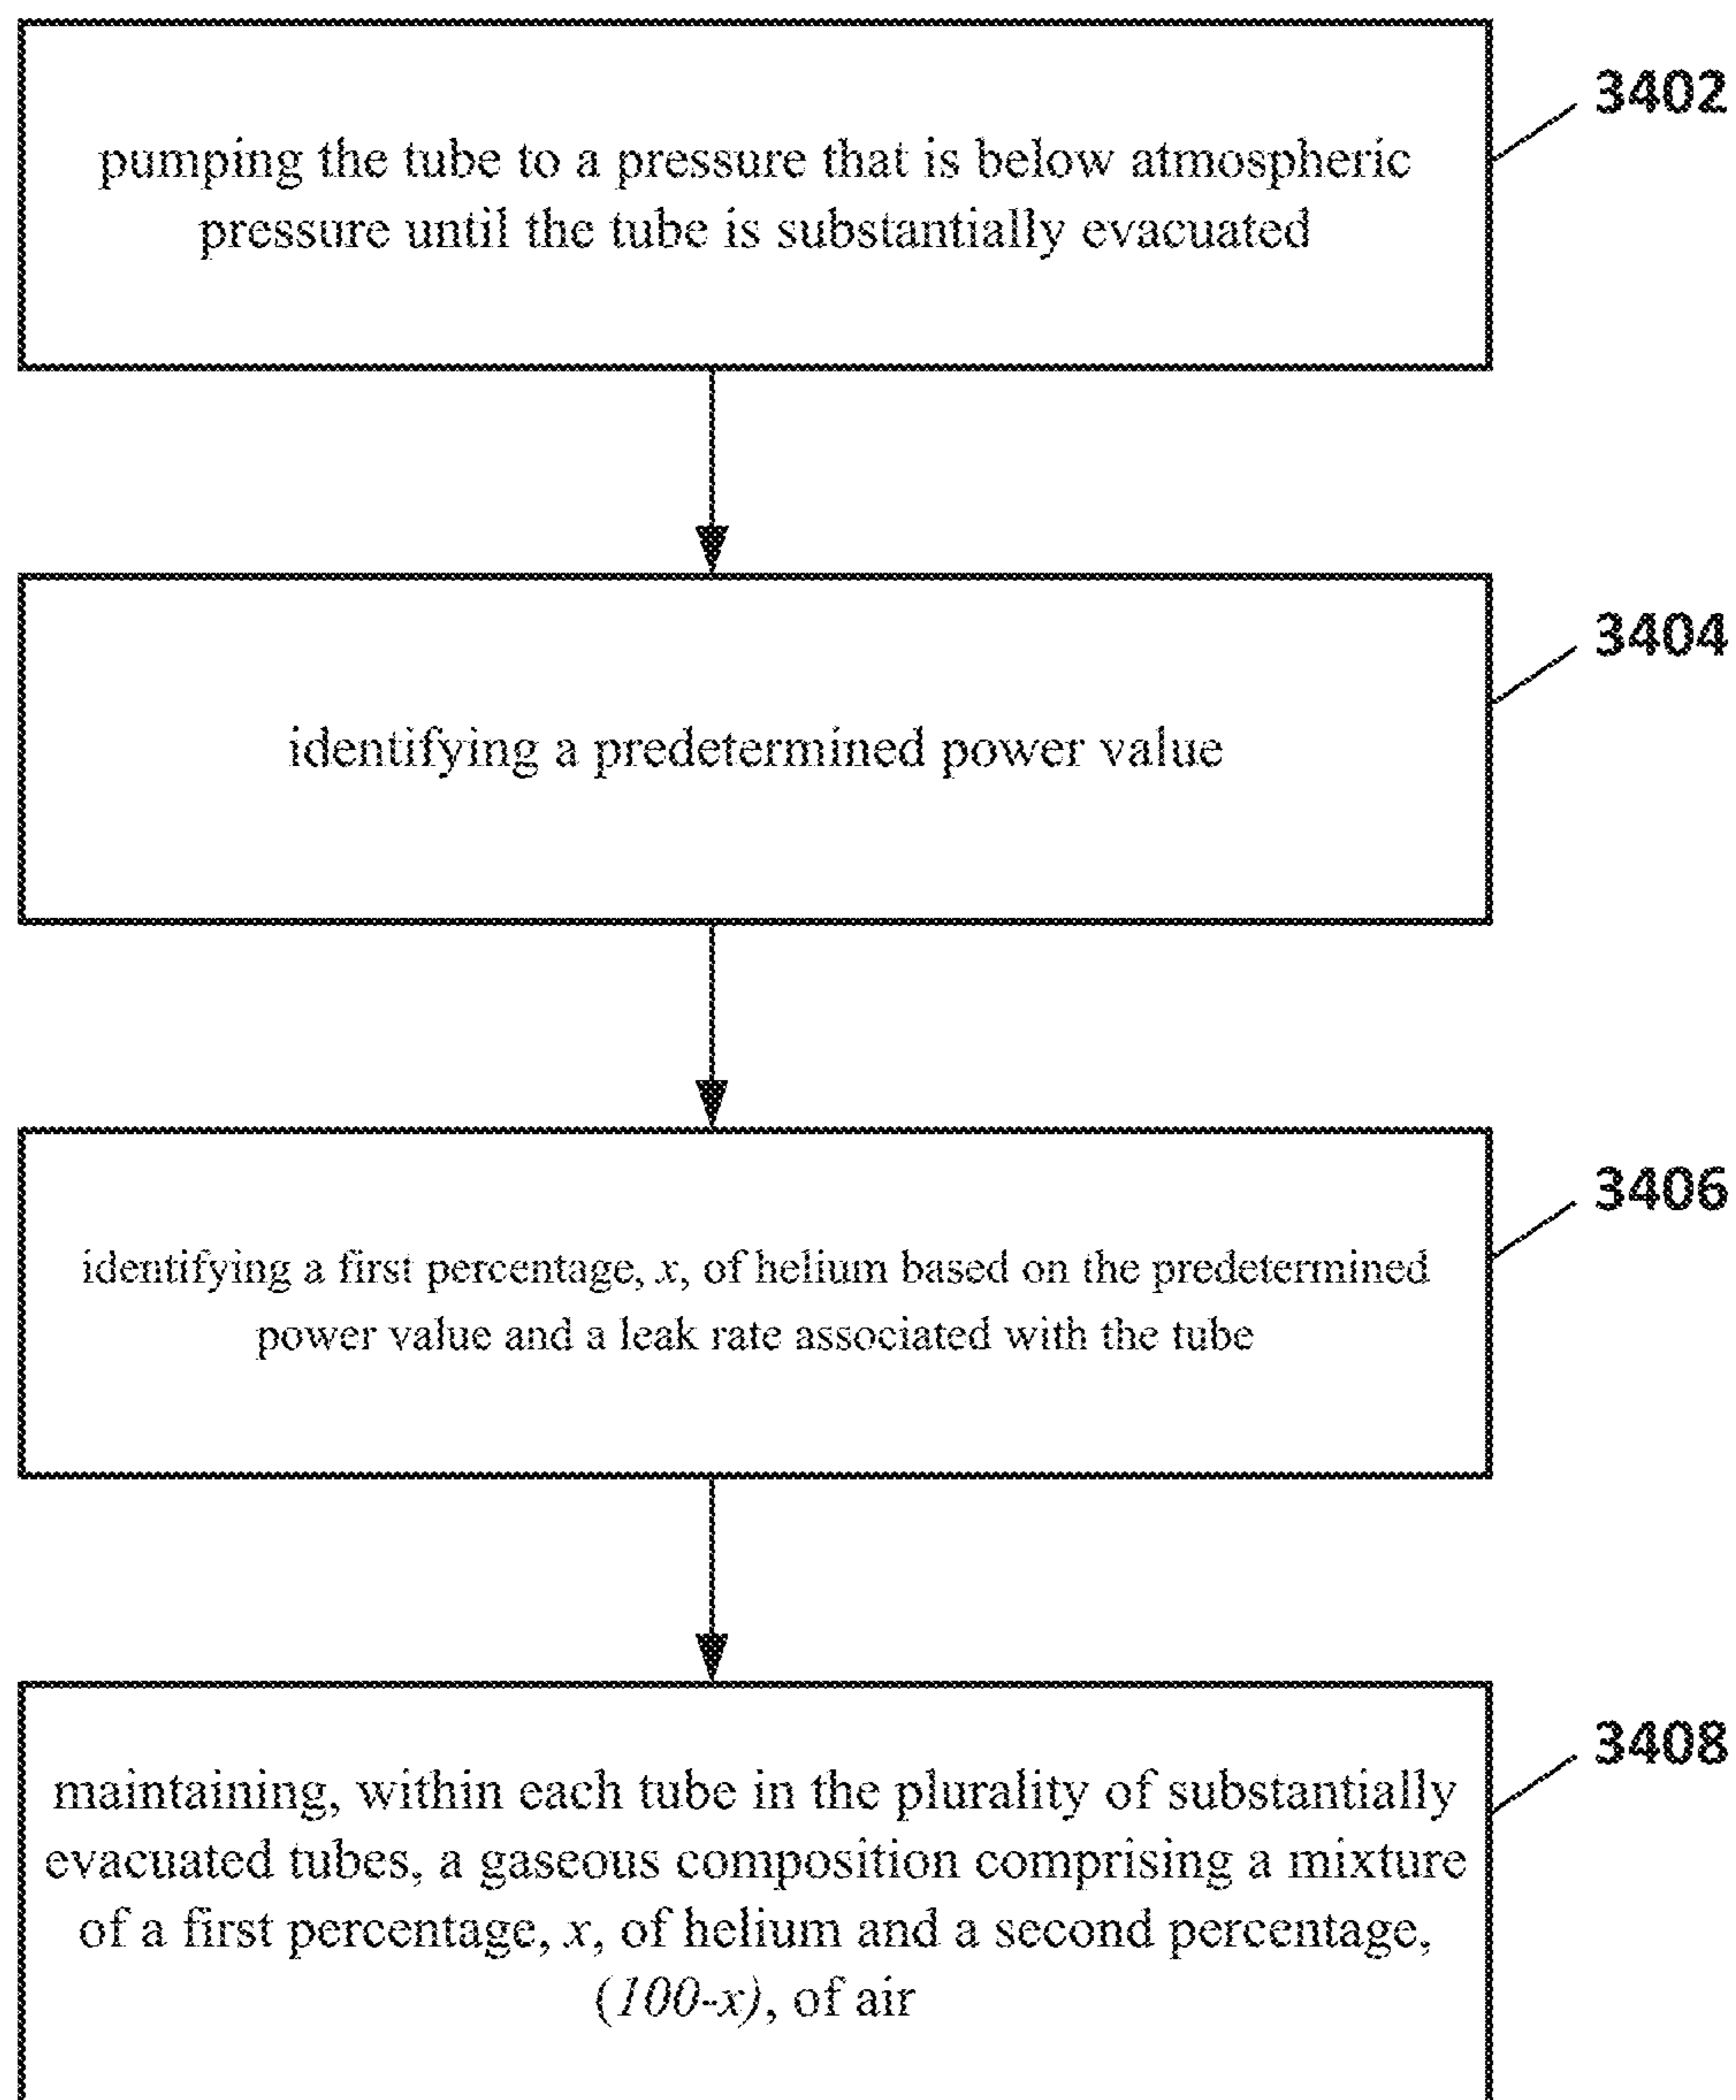 pumping the tube to a pressure that is below atmospheric
pressure until the tube is substantially evacuated
3402
identifying a predetermined power value
3404
identifying a first percentage, x, of helium based on the predetermined
power value and a leak rate associated with the tube
3406
maintaining, within each tube in the plurality of substantially
evacuated tubes, a gaseous composition comprising a mixture
of a first percentage, x, of helium and a second percentage,
(100-x), of air
3408